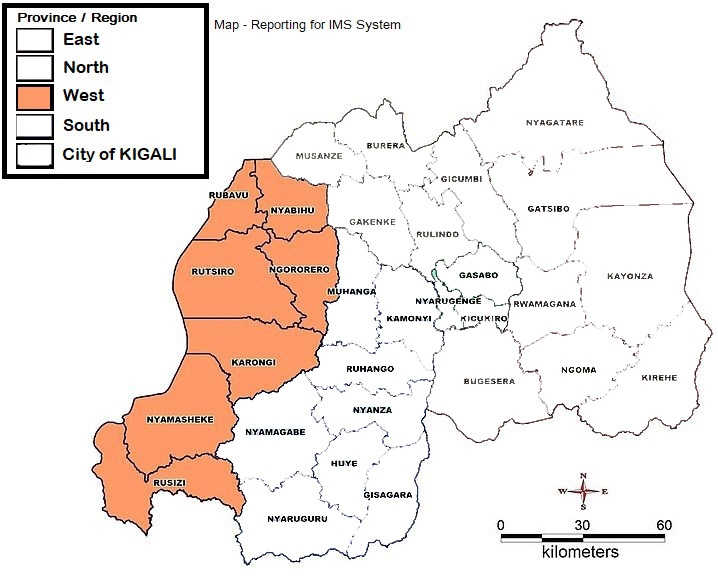 Province / Region
East
North
West
South
City of KIGALI
Map - Reporting for IMS System
NYAGATARE
BURERA
MUSANZE
GICUMBI
RUBAVU
NYABIHU
GATSIBO
GAKENKE
RULINDO
RUTSIRO
NGORORERO
GASABO
KAYONZA
MUHANGA
NYARUGENGE
RWAMAGANA
KAMONYI
KICUKIRO
KARONGI
RUHANGO
NGOMA
KIREHE
BUGESERA
NYANZA
NYAMASHEKE
NYAMAGABE
HUYE
RUSIZI
GISAGARA
NYARUGURU
N
W E
S
0 30 60
kilometers